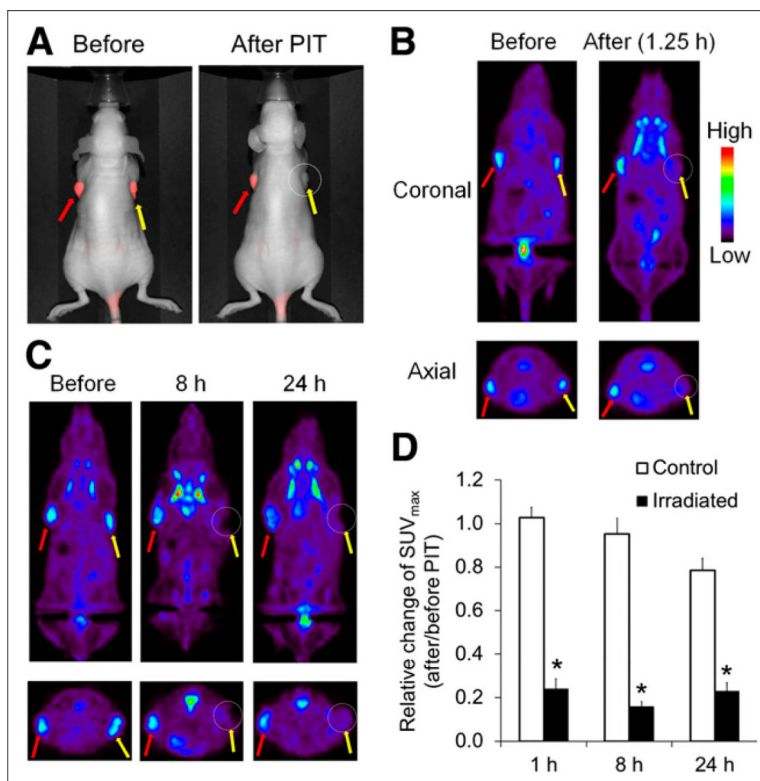 A
Before
After PIT
B
Before
After (1.25 h)
Coronal
High
Low
Axial
C
Before
8 h
24 h
D
Relative change of SUVmax
(after/before PIT)
Control
Irradiated
1.2
1.0
0.8
0.6
0.4
0.2
0.0
*
*
*
1 h
8 h
24 h